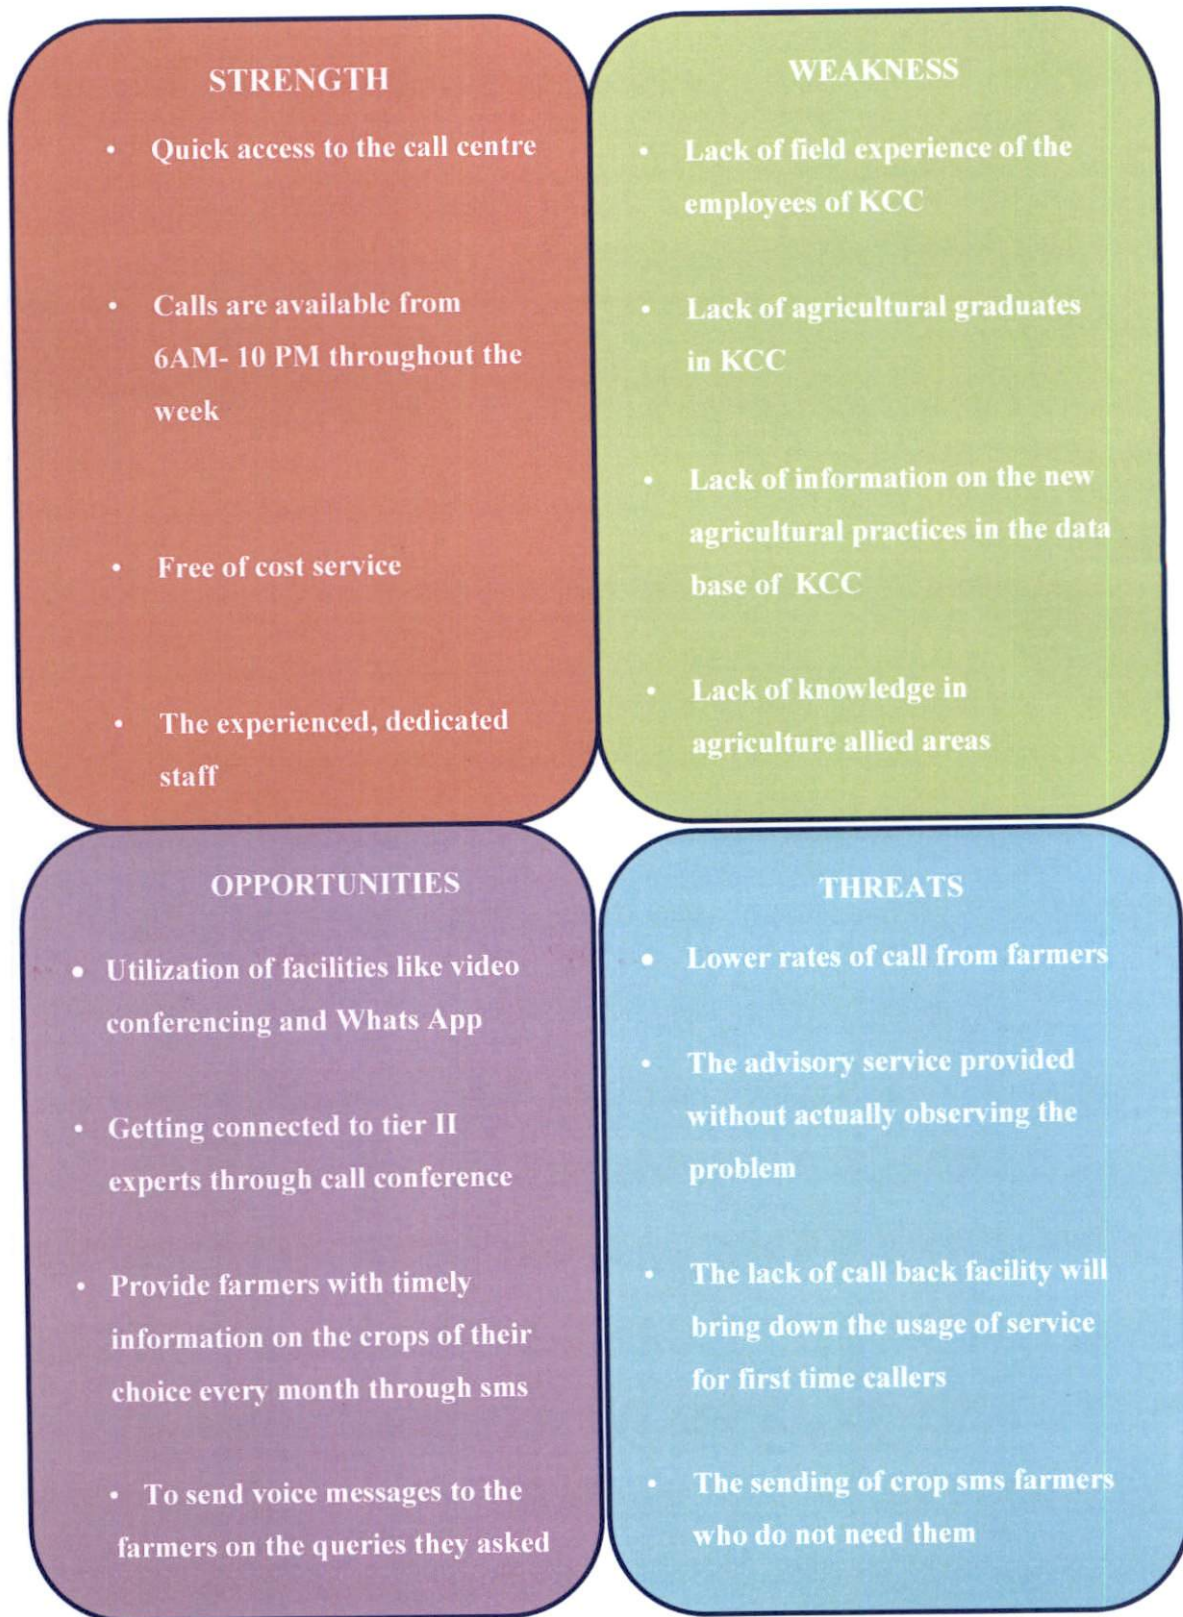 STRENGTH
• Quick access to the call centre
• Calls are available from
6AM- 10 PM throughout the
week
• Free of cost service
• The experienced, dedicated
staff
WEAKNESS
• Lack of field experience of the
employees of KCC
• Lack of agricultural graduates
in KCC
• Lack of information on the new
agricultural practices in the data
base of KCC
• Lack of knowledge in
agriculture allied areas
OPPORTUNITIES
• Utilization of facilities like video
conferencing and Whats App
• Getting connected to tier II
experts through call conference
• Provide farmers with timely
information on the crops of their
choice every month through sms
• To send voice messages to the
farmers on the queries they asked
THREATS
• Lower rates of call from farmers
• The advisory service provided
without actually observing the
problem
• The lack of call back facility will
bring down the usage of service
for first time callers
• The sending of crop sms farmers
who do not need them